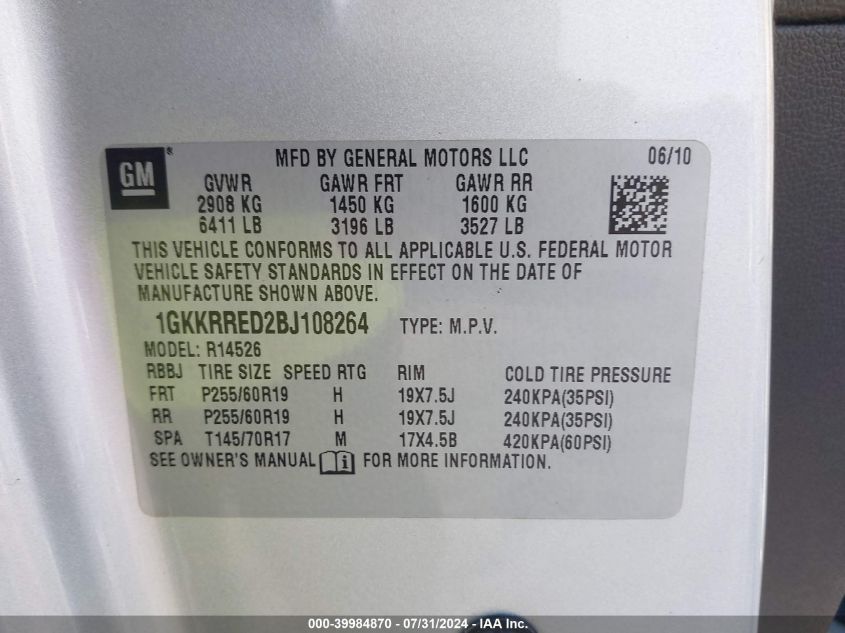 GM® MFD BY GENERAL MOTORS LLC 06/10
GVWR GAWR FRT GAWR RR
2908 KG 1450 KG 1600 KG
6411 LB 3196 LB 3527 LB
THIS VEHICLE CONFORMS TO ALL APPLICABLE U.S. FEDERAL MOTOR
VEHICLE SAFETY STANDARDS IN EFFECT ON THE DATE OF
MANUFACTURE SHOWN ABOVE.
1GKKRRED2BJ108264 TYPE: M.P.V.
MODEL: R14526
RBBJ TIRE SIZE SPEED RTG RIM COLD TIRE PRESSURE
FRT P255/60R19 H 19X7.5J 240KPA(35PSI)
RR P255/60R19 H 19X7.5J 240KPA(35PSI)
SPA T145/70R17 M 17X4.5B 420KPA(60PSI)
SEE OWNER'S MANUAL i FOR MORE INFORMATION.
000-39984870 - 07/31/2024 - IAA Inc.